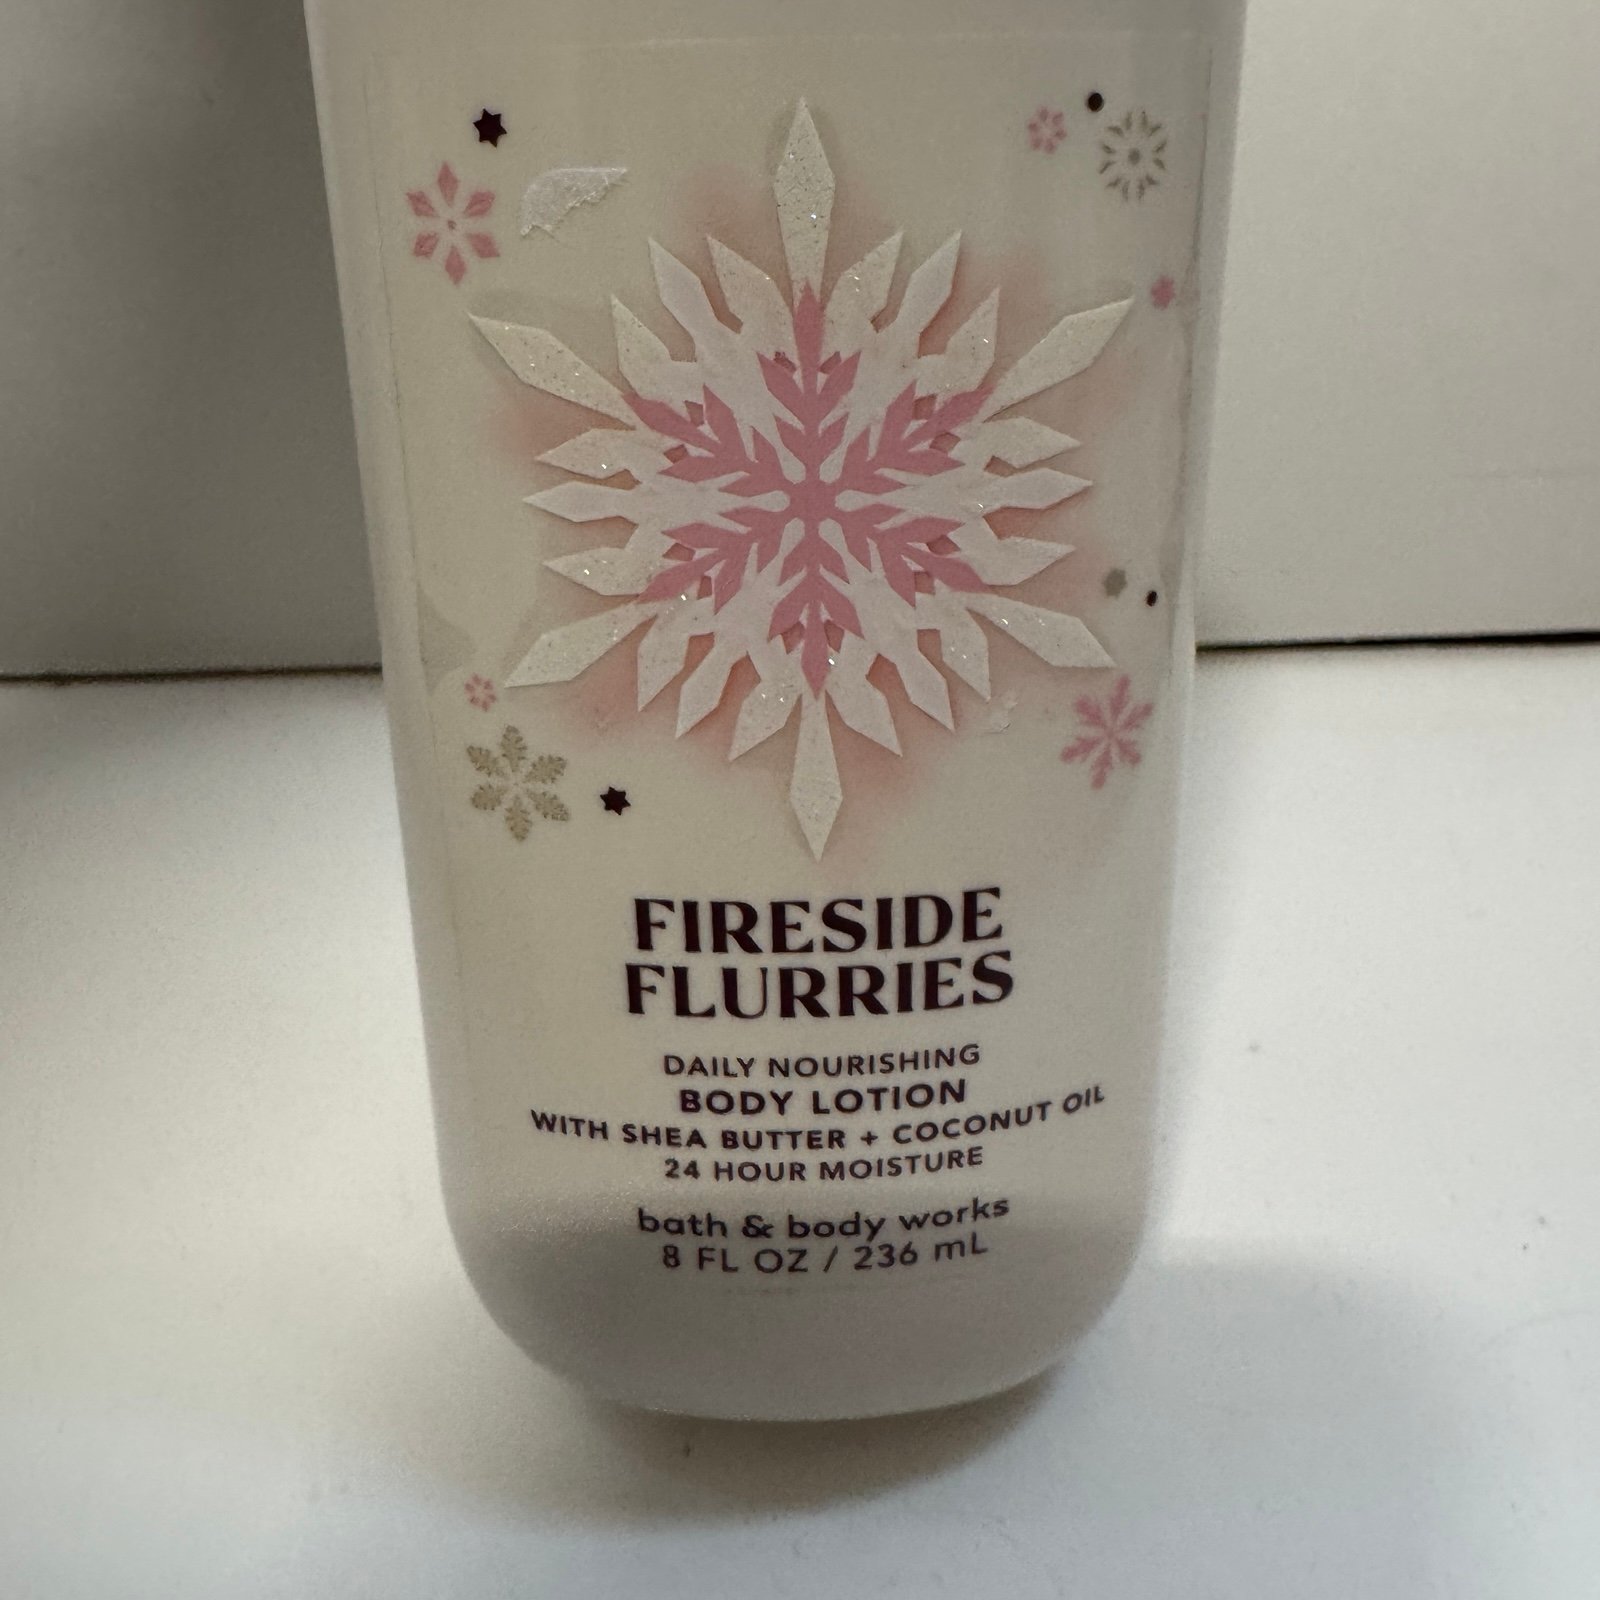 FIRESIDE
FLURRIES
DAILY NOURISHING
BODY LOTION
WITH SHEA BUTTER + COCONUT OIL
24 HOUR MOISTURE
bath & body works
8 FL OZ / 236 mL